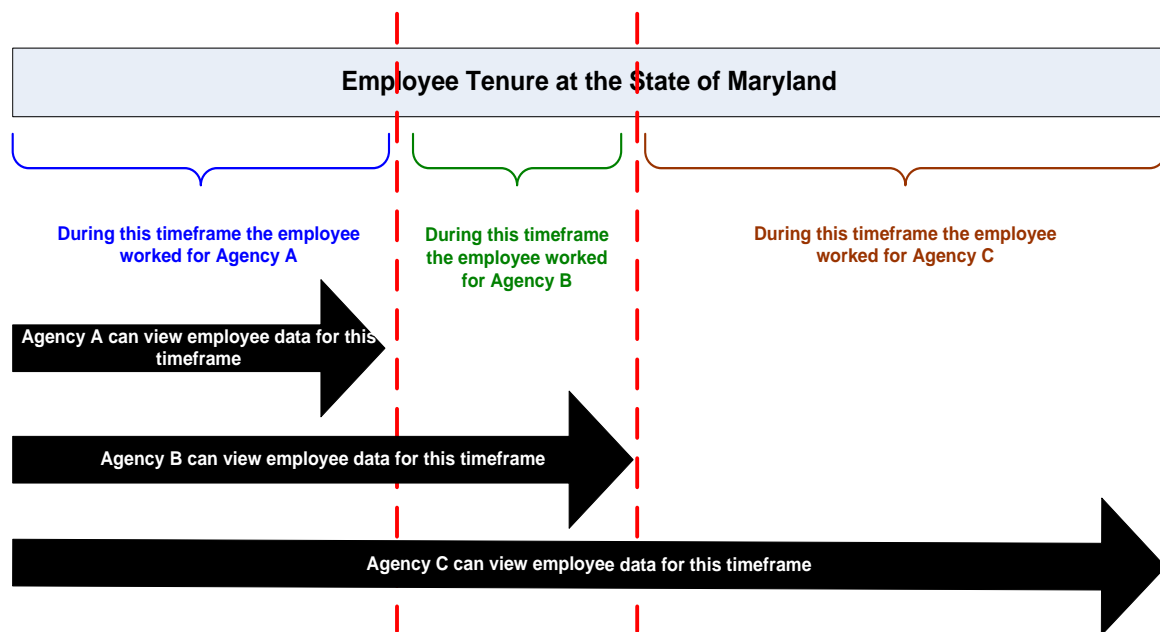 Employee Tenure at the State of Maryland
During this timeframe the employee
worked for Agency A
During this timeframe
the employee worked
for Agency B
During this timeframe the employee
worked for Agency C
Agency A can view employee data for this
timeframe
Agency B can view employee data for this timeframe
Agency C can view employee data for this timeframe